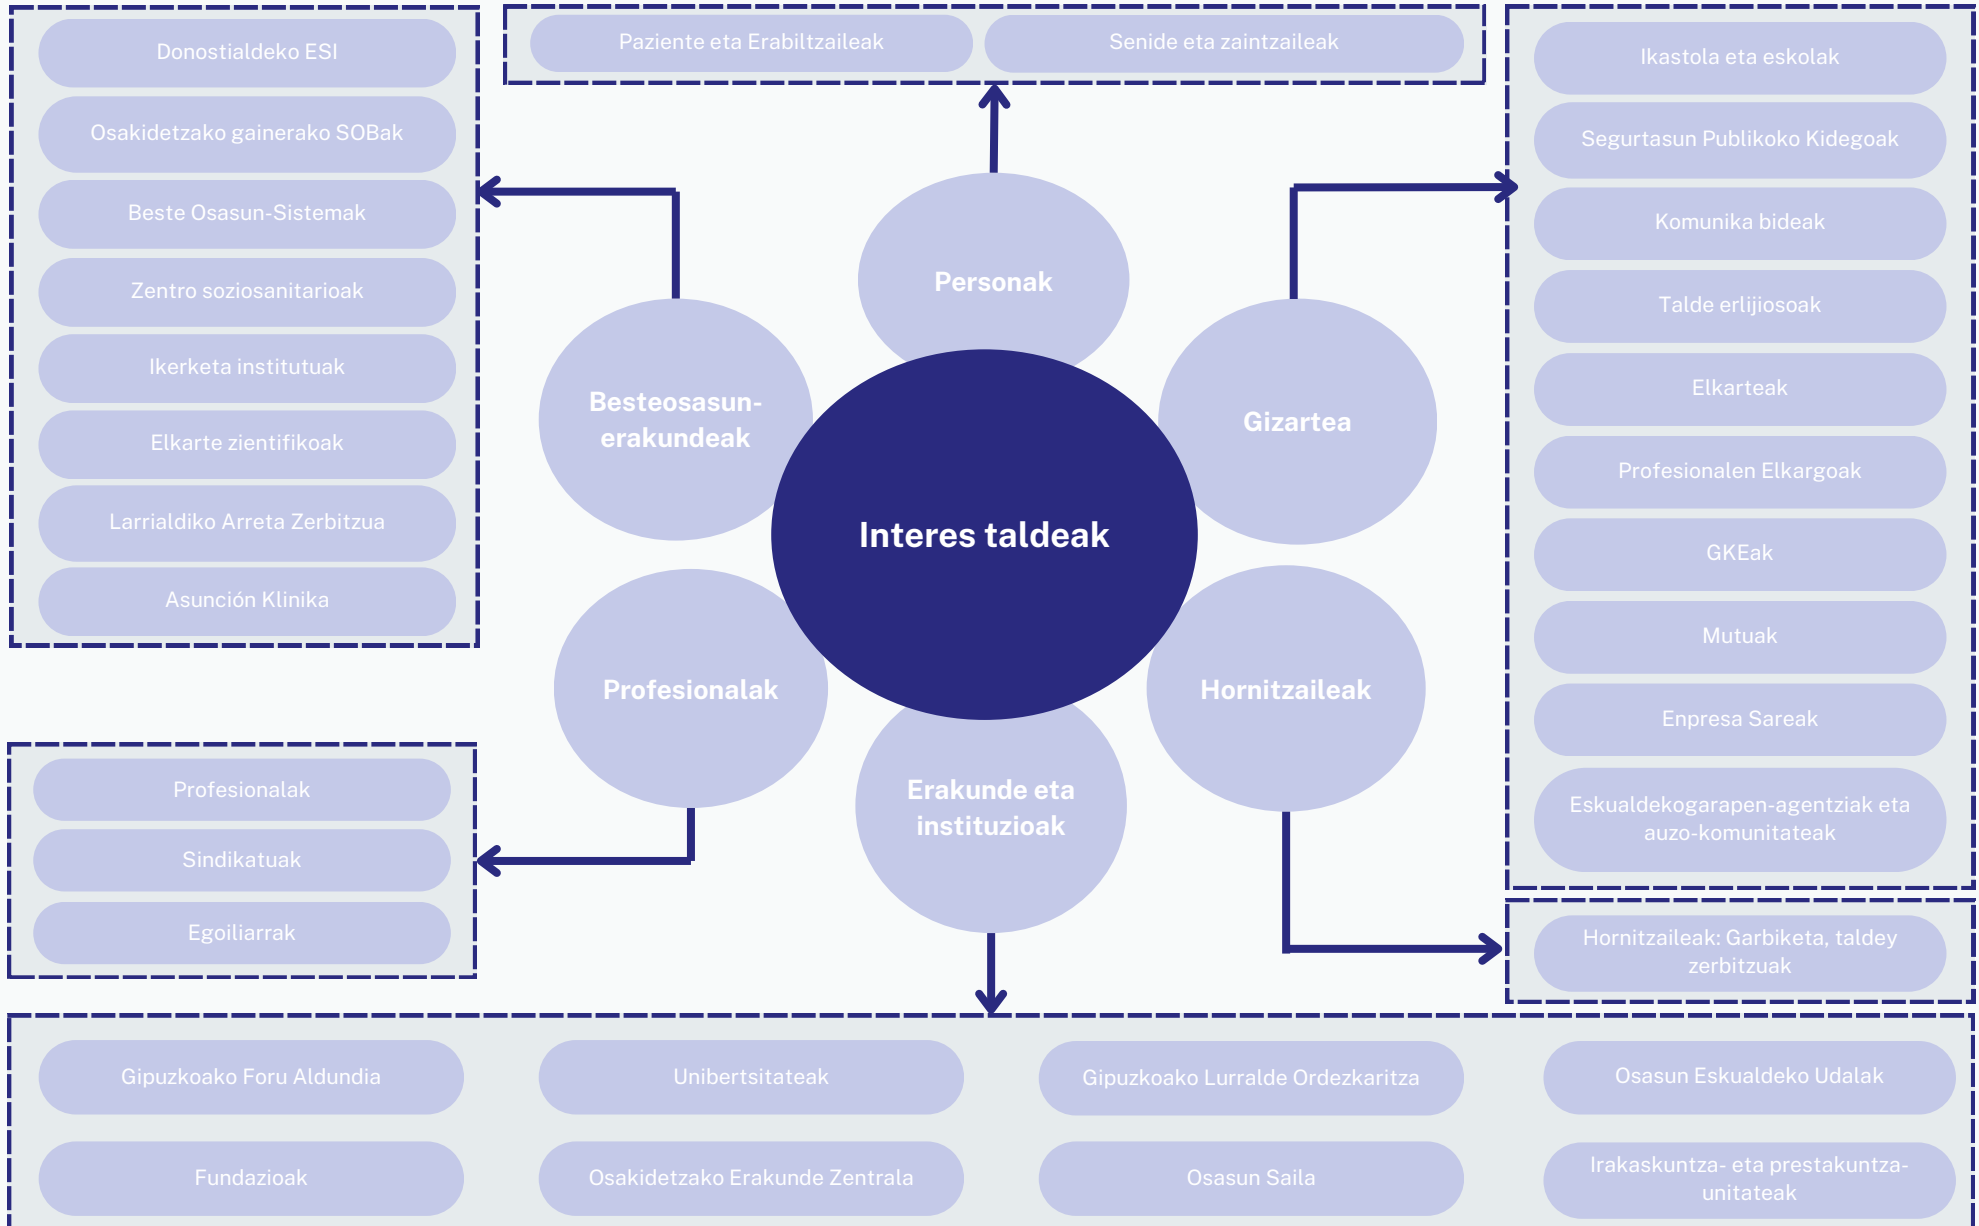 Donostialdeko ESI
Osakidetzako gainerako SOBak
Beste Osasun-Sistemak
Zentro soziosanitarioak
Ikerketa institutuak
Elkarte zientifikoak
Larrialdiko Arreta Zerbitzua
Asunción Klinika
Paziente eta Erabiltzaileak
Senide eta zaintzaileak
Ikastola eta eskolak
Segurtasun Publikoko Kidegoak
Komunika bideak
Talde erlijiosoak
Elkarteak
Profesionalen Elkargoak
GKEak
Mutuak
Enpresa Sareak
Eskualdekogarapen-agentziak eta
auzo-komunitateak
Personak
Besteosasun-
erakundeak
Gizartea
Interes taldeak
Profesionalak
Hornitzaileak
Erakunde eta
instituzioak
Profesionalak
Sindikatuak
Egoiliarrak
Hornitzaileak: Garbiketa, taldey
zerbitzuak
Gipuzkoako Foru Aldundia
Unibertsitateak
Gipuzkoako Lurralde Ordezkaritza
Osasun Eskualdeko Udalak
Fundazioak
Osakidetzako Erakunde Zentrala
Osasun Saila
Irakaskuntza- eta prestakuntza-
unitateak